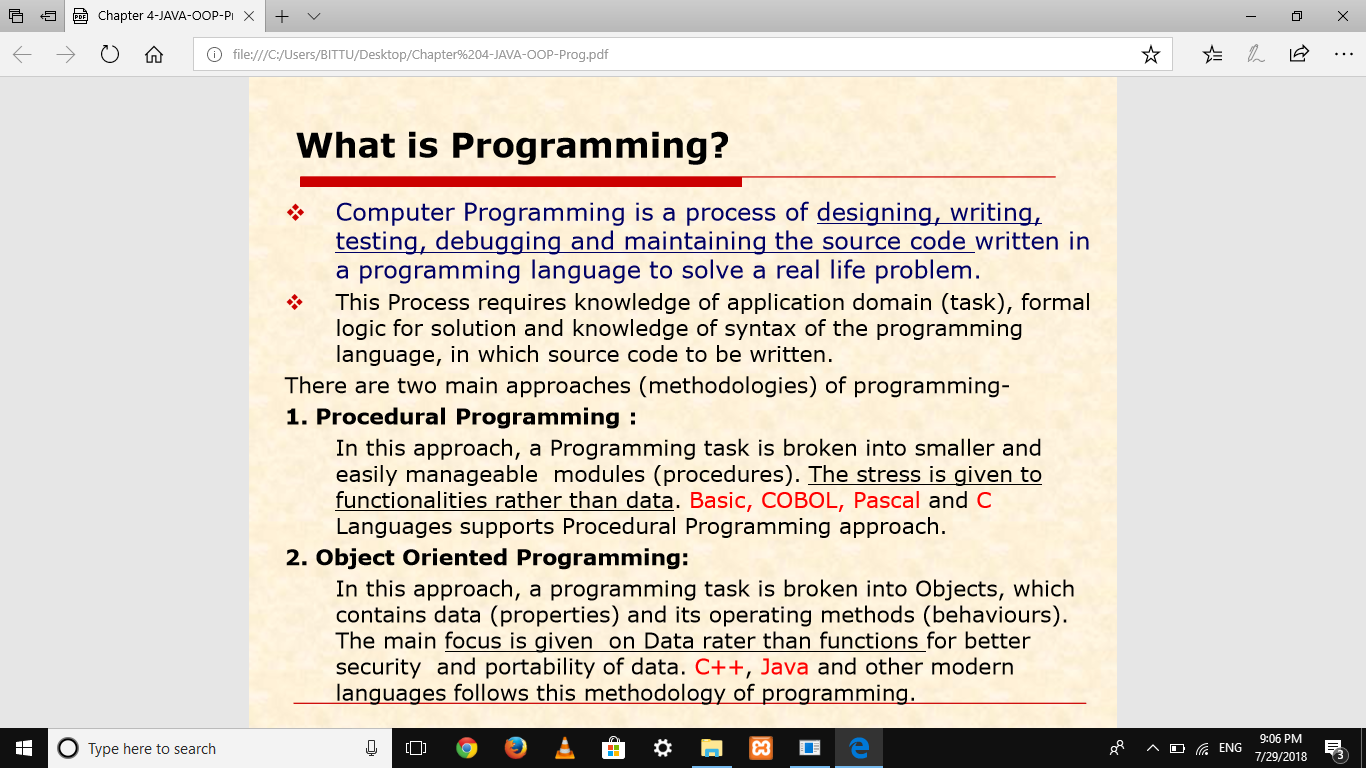 Chapter 4-JAVA-OOP-Pr
file:///C:/Users/BITTU/Desktop/Chapter%204-JAVA-OOP-Prog.pdf
What is Programming?
Computer Programming is a process of designing, writing,
testing, debugging and maintaining the source code written in
a programming language to solve a real life problem.
This Process requires knowledge of application domain (task), formal
logic for solution and knowledge of syntax of the programming
language, in which source code to be written.
There are two main approaches (methodologies) of programming-
1. Procedural Programming :
In this approach, a Programming task is broken into smaller and
easily manageable  modules (procedures). The stress is given to
functionalities rather than data. Basic, COBOL, Pascal and C
Languages supports Procedural Programming approach.
2. Object Oriented Programming:
In this approach, a programming task is broken into Objects, which
contains data (properties) and its operating methods (behaviours).
The main focus is given  on Data rater than functions for better
security  and portability of data. C++, Java and other modern
languages follows this methodology of programming.
Type here to search
ENG
9:06 PM
7/29/2018
3